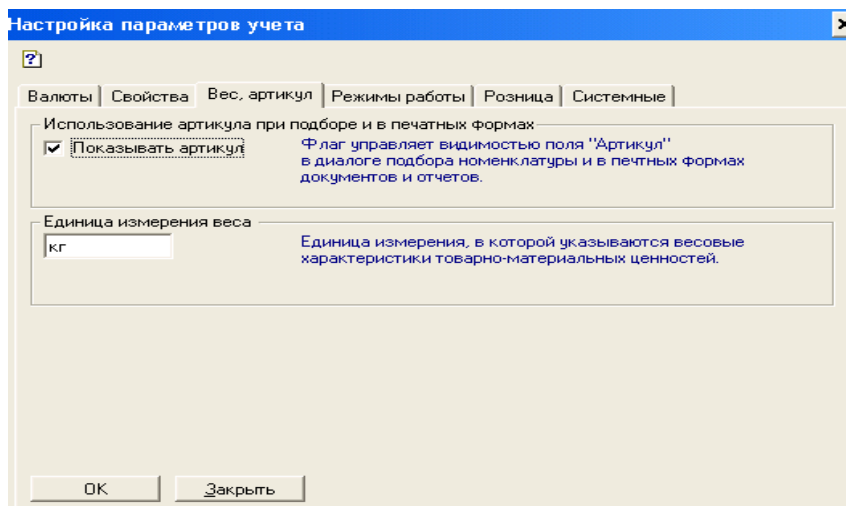 Настройка параметров учета
Валюты Свойства Вес, артикул Режимы работы Розница Системные
Использование артикула при подборе и в печатных формах
Показывать артикул
Флаг управляет видимостью поля "Артикул"
в диалоге подбора номенклатуры и в печтных формах
документов и отчетов.
Единица измерения веса
кг
Единица измерения, в которой указываются весовые
характеристики товарно-материальных ценностей.
OK Закрыть